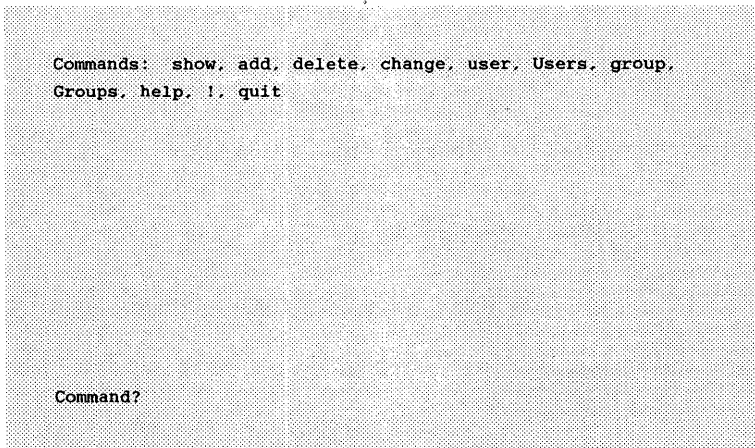 Commands:  show, add, delete, change, user, Users, group,
Groups, help, !, quit
Command?